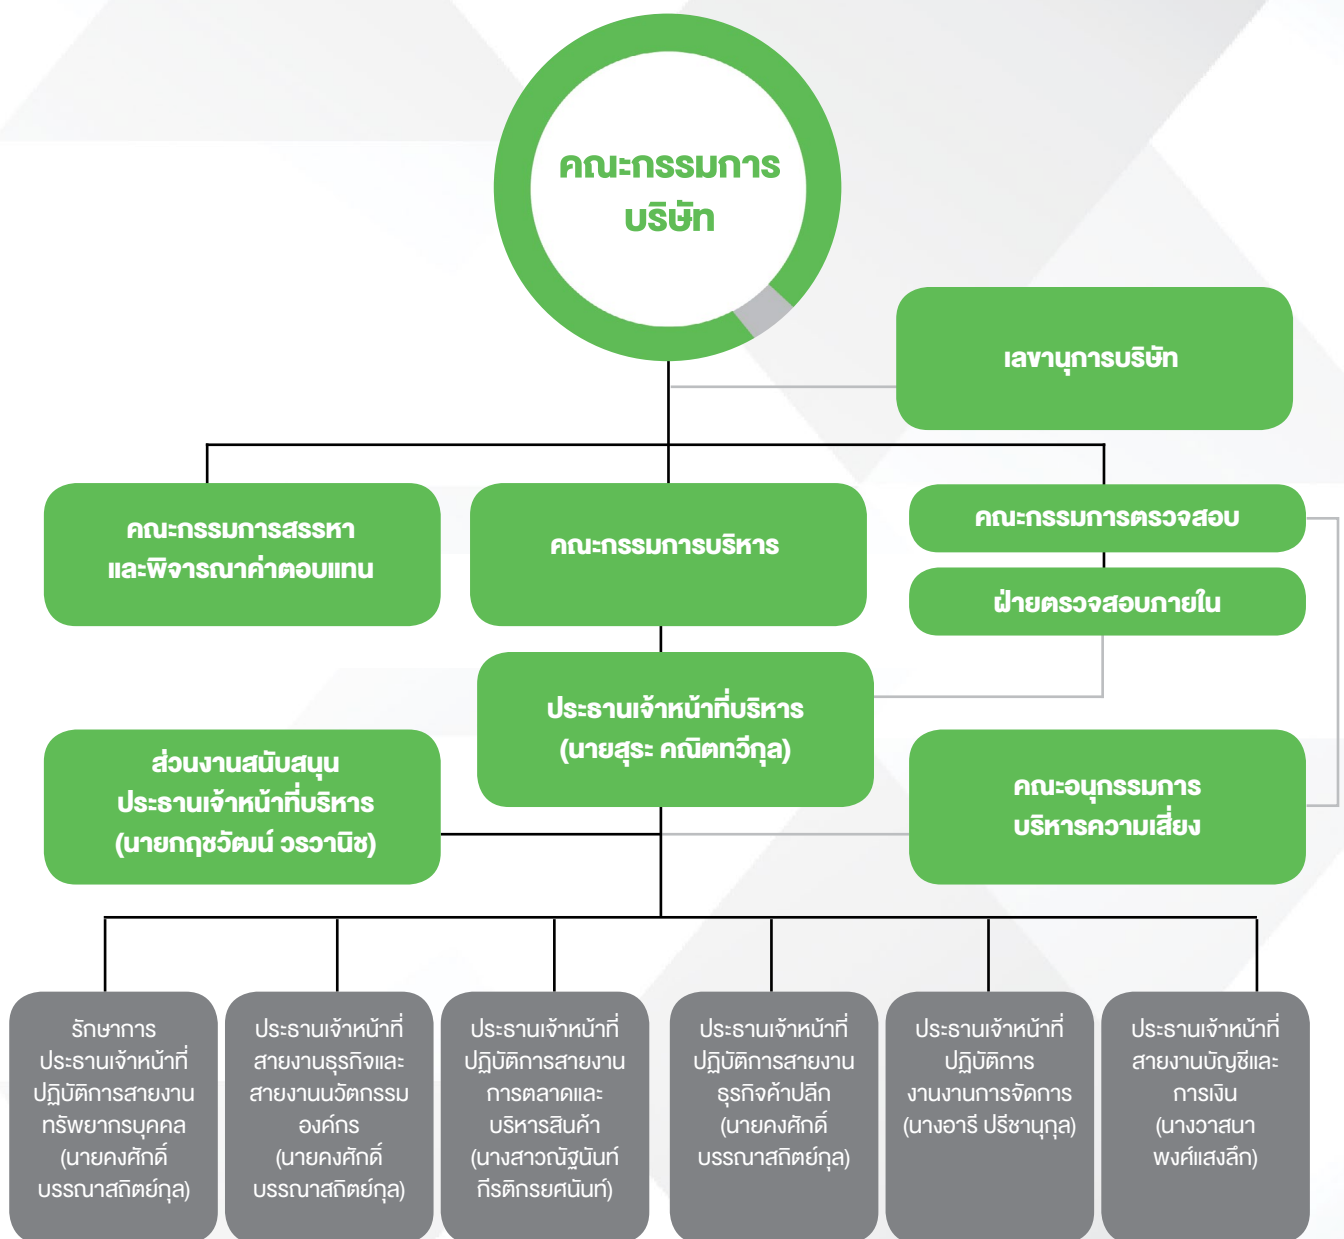 คณะกรรมการ
บริษัท
เลขานุการบริษัท
คณะกรรมการสรรหา
และพิจารณาค่าตอบแทน
คณะกรรมการบริหาร
คณะกรรมการตรวจสอบ
ฝ่ายตรวจสอบภายใน
ประธานเจ้าหน้าที่บริหาร
(นายสุระ คณิตทวีกุล)
ส่วนงานสนับสนุน
ประธานเจ้าหน้าที่บริหาร
(นายกฤชวัฒน์ วรวานิช)
คณะอนุกรรมการ
บริหารความเสี่ยง
รักษาการ
ประธานเจ้าหน้าที่
ปฏิบัติการสายงาน
ทรัพยากรบุคคล
(นายคงศักดิ์
บรรณาสถิตย์กุล)
ประธานเจ้าหน้าที่
สายงานธุรกิจและ
สายงานนวัตกรรม
องค์กร
(นายคงศักดิ์
บรรณาสถิตย์กุล)
ประธานเจ้าหน้าที่
ปฏิบัติการสายงาน
การตลาดและ
บริหารสินค้า
(นางสาวณัฐนันท์
กีรติกรยศนันท์)
ประธานเจ้าหน้าที่
ปฏิบัติการสายงาน
ธุรกิจค้าปลีก
(นายคงศักดิ์
บรรณาสถิตย์กุล)
ประธานเจ้าหน้าที่
ปฏิบัติการ
งานงานการจัดการ
(นางอารี ปรีชานุกูล)
ประธานเจ้าหน้าที่
สายงานบัญชีและ
การเงิน
(นางวาสนา
พงศ์แสงลึก)